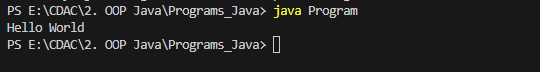 PS E:\CDAC\2. OOP Java\Programs_Java> java Program
Hello World
PS E:\CDAC\2. OOP Java\Programs_Java>